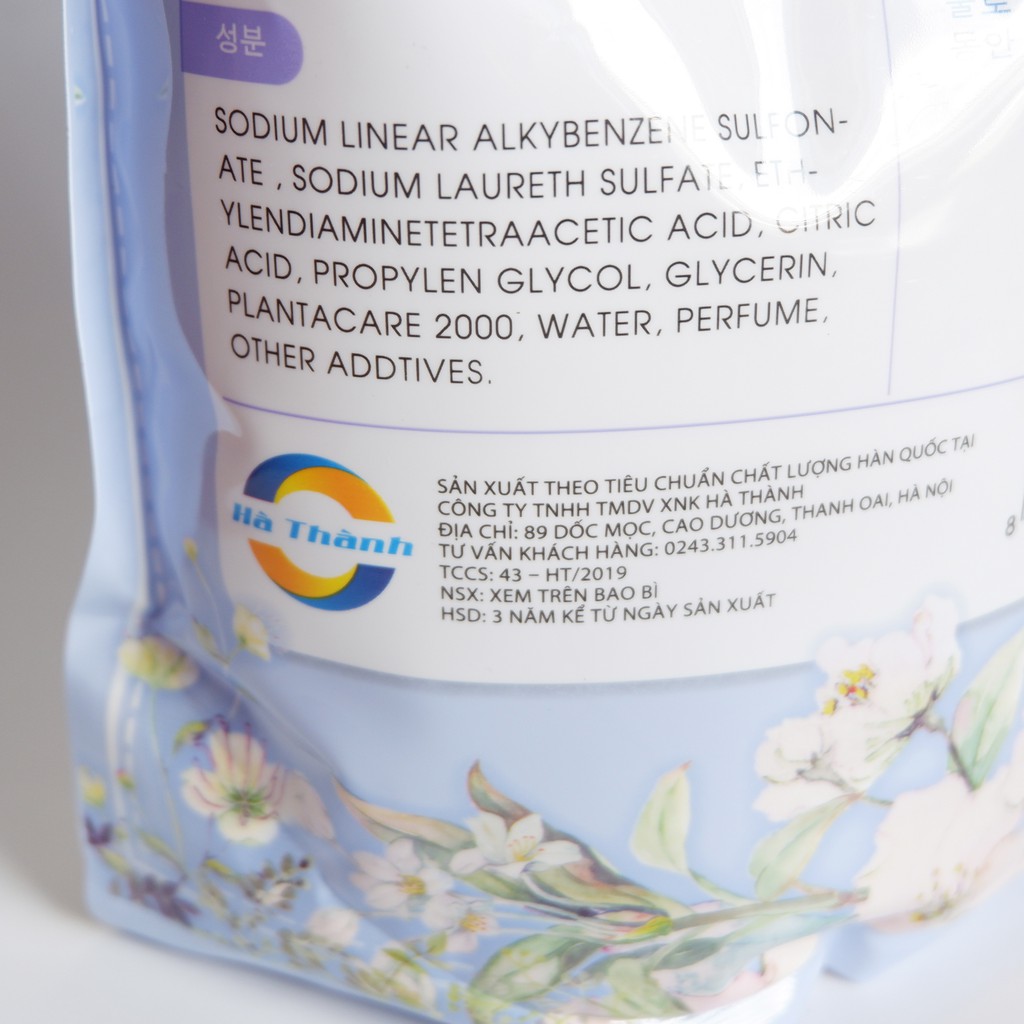 성분
SODIUM LINEAR ALKYBENZENE SULFON-
ATE , SODIUM LAURETH SULFATE, ETH-
YLENDIAMINETETRAACETIC ACID, CITRIC
ACID, PROPYLEN GLYCOL, GLYCERIN,
PLANTACARE 2000, WATER, PERFUME,
OTHER ADDTIVES.
Hà Thành
SẢN XUẤT THEO TIÊU CHUẨN CHẤT LƯỢNG HÀN QUỐC TẠI
CÔNG TY TNHH TMDV XNK HÀ THÀNH
ĐỊA CHỈ: 89 DỐC MỌC, CAO DƯƠNG, THANH OAI, HÀ NỘI
TƯ VẤN KHÁCH HÀNG: 0243.311.5904
TCCS: 43 – HT/2019
NSX: XEM TRÊN BAO BÌ
HSD: 3 NĂM KỂ TỪ NGÀY SẢN XUẤT
8